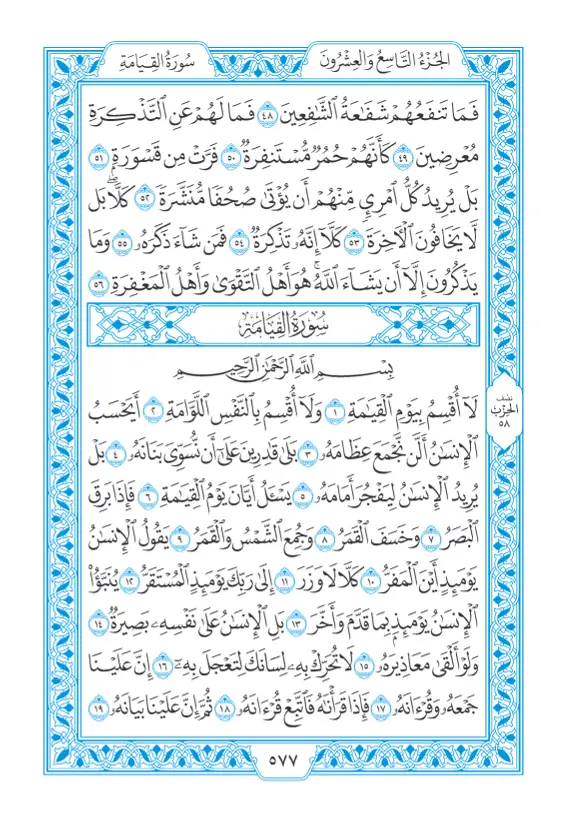 الجُزْءُ التَّاسِعُ وَالعِشْرُونَ
سُورَةُ القِيَامَةِ
فَمَا تَنفَعُهُمْ شَفَٰعَةُ ٱلشَّٰفِعِينَ ٤٨ فَمَا لَهُمْ عَنِ ٱلتَّذْكِرَةِ
مُعْرِضِينَ ٤٩ كَأَنَّهُمْ حُمُرٌ مُّسْتَنفِرَةٌ ٥٠ فَرَّتْ مِن قَسْوَرَةٍۭ ٥١
بَلْ يُرِيدُ كُلُّ ٱمْرِئٍ مِّنْهُمْ أَن يُؤْتَىٰ صُحُفًا مُّنَشَّرَةً ٥٢ كَلَّاۖ بَل
لَّا يَخَافُونَ ٱلْأَخِرَةَ ٥٣ كَلَّآ إِنَّهُۥ تَذْكِرَةٌ ٥٤ فَمَن شَآءَ ذَكَرَهُۥ ٥٥ وَمَا
يَذْكُرُونَ إِلَّآ أَن يَشَآءَ ٱللَّهُۚ هُوَ أَهْلُ ٱلتَّقْوَىٰ وَأَهْلُ ٱلْمَغْفِرَةِ ٥٦
سُورَةُ القِيَامَةِ
بِسْمِ ٱللَّهِ ٱلرَّحْمَٰنِ ٱلرَّحِيمِ
لَآ أُقْسِمُ بِيَوْمِ ٱلْقِيَٰمَةِ ١ وَلَآ أُقْسِمُ بِٱلنَّفْسِ ٱللَّوَّامَةِ ٢ أَيَحْسَبُ
ٱلْإِنسَٰنُ أَلَّن نَّجْمَعَ عِظَامَهُۥ ٣ بَلَىٰ قَٰدِرِينَ عَلَىٰٓ أَن نُّسَوِّىَ بَنَانَهُۥ ٤ بَلْ
يُرِيدُ ٱلْإِنسَٰنُ لِيَفْجُرَ أَمَامَهُۥ ٥ يَسْـَٔلُ أَيَّانَ يَوْمُ ٱلْقِيَٰمَةِ ٦ فَإِذَا بَرِقَ
ٱلْبَصَرُ ٧ وَخَسَفَ ٱلْقَمَرُ ٨ وَجُمِعَ ٱلشَّمْسُ وَٱلْقَمَرُ ٩ يَقُولُ ٱلْإِنسَٰنُ
يَوْمَئِذٍ أَيْنَ ٱلْمَفَرُّ ١٠ كَلَّا لَا وَزَرَ ١١ إِلَىٰ رَبِّكَ يَوْمَئِذٍ ٱلْمُسْتَقَرُّ ١٢ يُنَبَّؤُا۟
ٱلْإِنسَٰنُ يَوْمَئِذٍۭ بِمَا قَدَّمَ وَأَخَّرَ ١٣ بَلِ ٱلْإِنسَٰنُ عَلَىٰ نَفْسِهِۦ بَصِيرَةٌ ١٤
وَلَوْ أَلْقَىٰ مَعَاذِيرَهُۥ ١٥ لَا تُحَرِّكْ بِهِۦ لِسَانَكَ لِتَعْجَلَ بِهِۦٓ ١٦ إِنَّ عَلَيْنَا
جَمْعَهُۥ وَقُرْءَانَهُۥ ١٧ فَإِذَا قَرَأْنَٰهُ فَٱتَّبِعْ قُرْءَانَهُۥ ١٨ ثُمَّ إِنَّ عَلَيْنَا بَيَانَهُۥ ١٩
نصف
الحزب
٥٨
٥٧٧